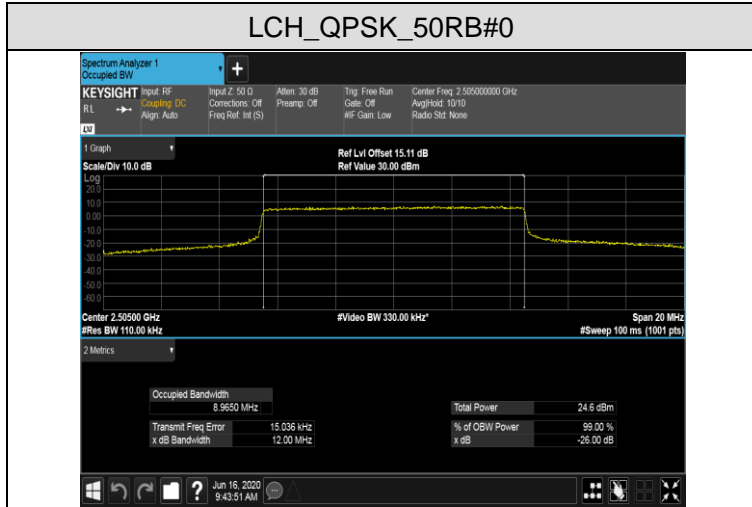 LCH_QPSK_50RB#0
Spectrum Analyzer 1
Occupied BW
+
KEYSIGHT Input: RF Input Z: 50 Ω Atten: 30 dB Trig: Free Run Center Freq: 2.505000000 GHz
RL Coupling: DC Corrections: Off Preamp: Off Gate: Off Avg|Hold: 10/10
Align: Auto Freq Ref: Int (S) #IF Gain: Low Radio Std: None
LXI
1 Graph Ref Lvl Offset 15.11 dB
Scale/Div 10.0 dB Ref Value 30.00 dBm
Log
20.0
10.0
0.00
-10.0
-20.0
-30.0
-40.0
-50.0
-60.0
Center 2.50500 GHz #Video BW 330.00 kHz* Span 20 MHz
#Res BW 110.00 kHz #Sweep 100 ms (1001 pts)
2 Metrics
Occupied Bandwidth
8.9650 MHz Total Power 24.6 dBm
Transmit Freq Error 15.036 kHz % of OBW Power 99.00 %
x dB Bandwidth 12.00 MHz x dB -26.00 dB
? Jun 16, 2020
9:43:51 AM